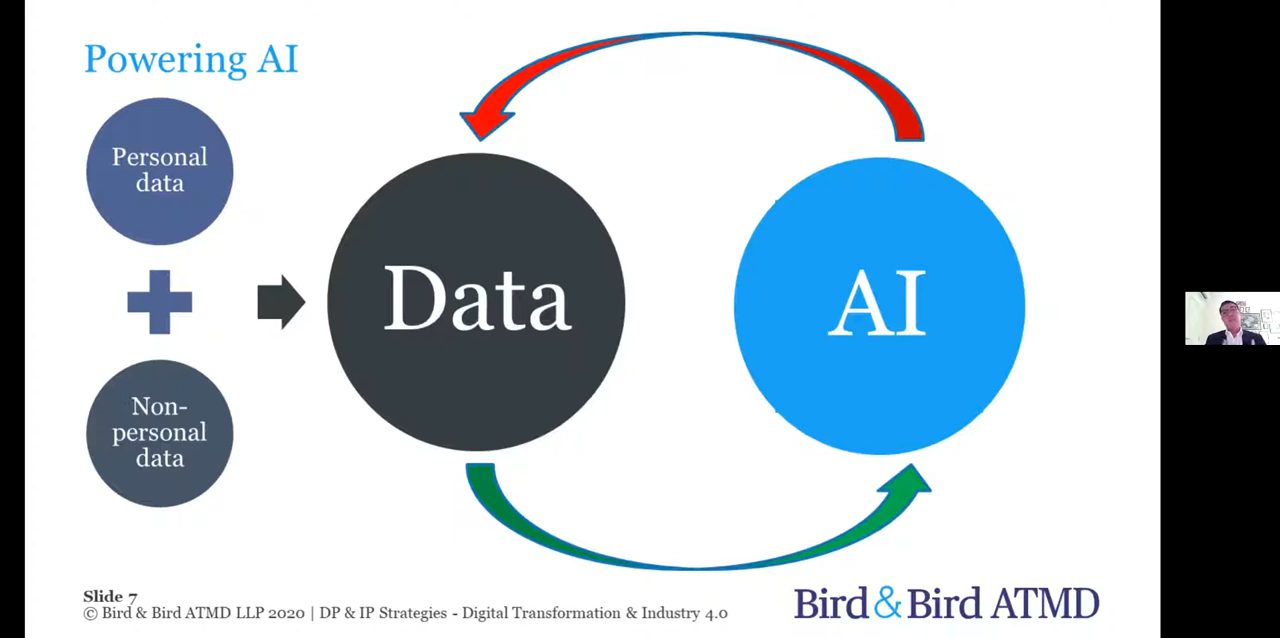 Powering AI
Personal
data
Non-
personal
data
Data
AI
Slide 7
© Bird & Bird ATMD LLP 2020 | DP & IP Strategies - Digital Transformation & Industry 4.0
Bird & Bird ATMD